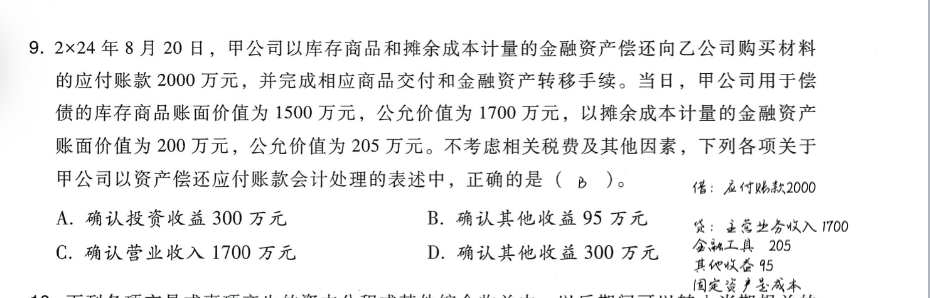 9. 2×24 年 8 月 20 日，甲公司以库存商品和摊余成本计量的金融资产偿还向乙公司购买材料
的应付账款 2000 万元，并完成相应商品交付和金融资产转移手续。当日，甲公司用于偿
债的库存商品账面价值为 1500 万元，公允价值为 1700 万元，以摊余成本计量的金融资产
账面价值为 200 万元，公允价值为 205 万元。不考虑相关税费及其他因素，下列各项关于
甲公司以资产偿还应付账款会计处理的表述中，正确的是（ B ）。
借：应付账款2000
A. 确认投资收益 300 万元 B. 确认其他收益 95 万元
贷：主营业务收入 1700
C. 确认营业收入 1700 万元 D. 确认其他收益 300 万元
金融工具 205
其他收益 95
固定资产是成本